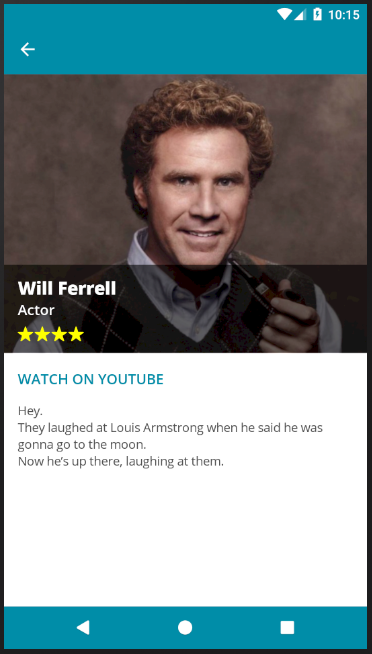 10:15
Will Ferrell
Actor
WATCH ON YOUTUBE
Hey.
They laughed at Louis Armstrong when he said he was
gonna go to the moon.
Now he's up there, laughing at them.